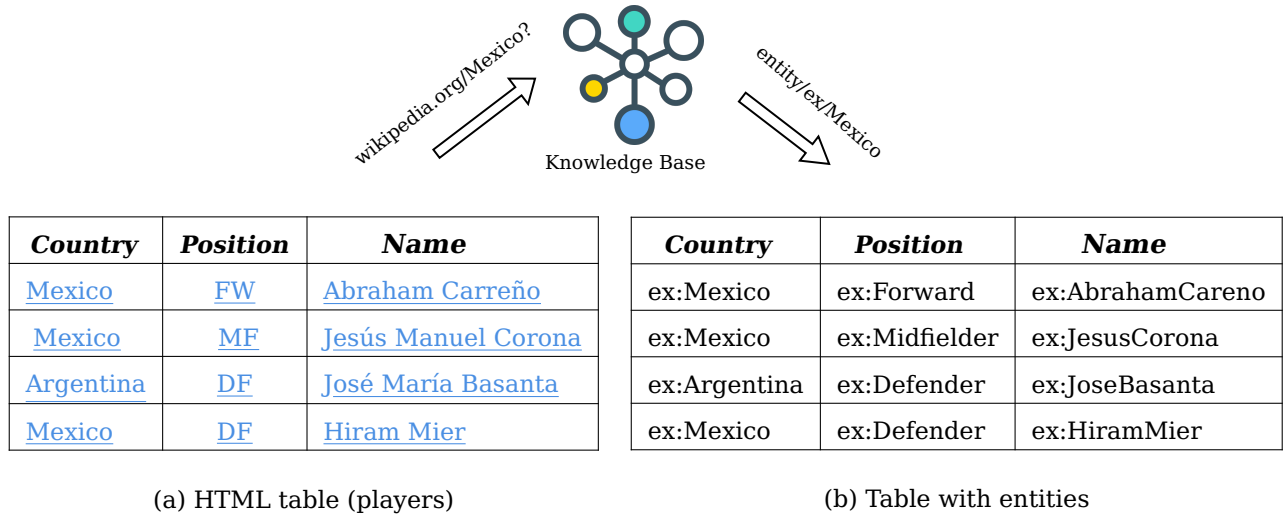 wikipedia.org/Mexico?
entity/ex/Mexico
Knowledge Base
Country Position Name
Mexico FW Abraham Carreño
Mexico MF Jesús Manuel Corona
Argentina DF José María Basanta
Mexico DF Hiram Mier
(a) HTML table (players)
Country Position Name
ex:Mexico ex:Forward ex:AbrahamCareno
ex:Mexico ex:Midfielder ex:JesusCorona
ex:Argentina ex:Defender ex:JoseBasanta
ex:Mexico ex:Defender ex:HiramMier
(b) Table with entities